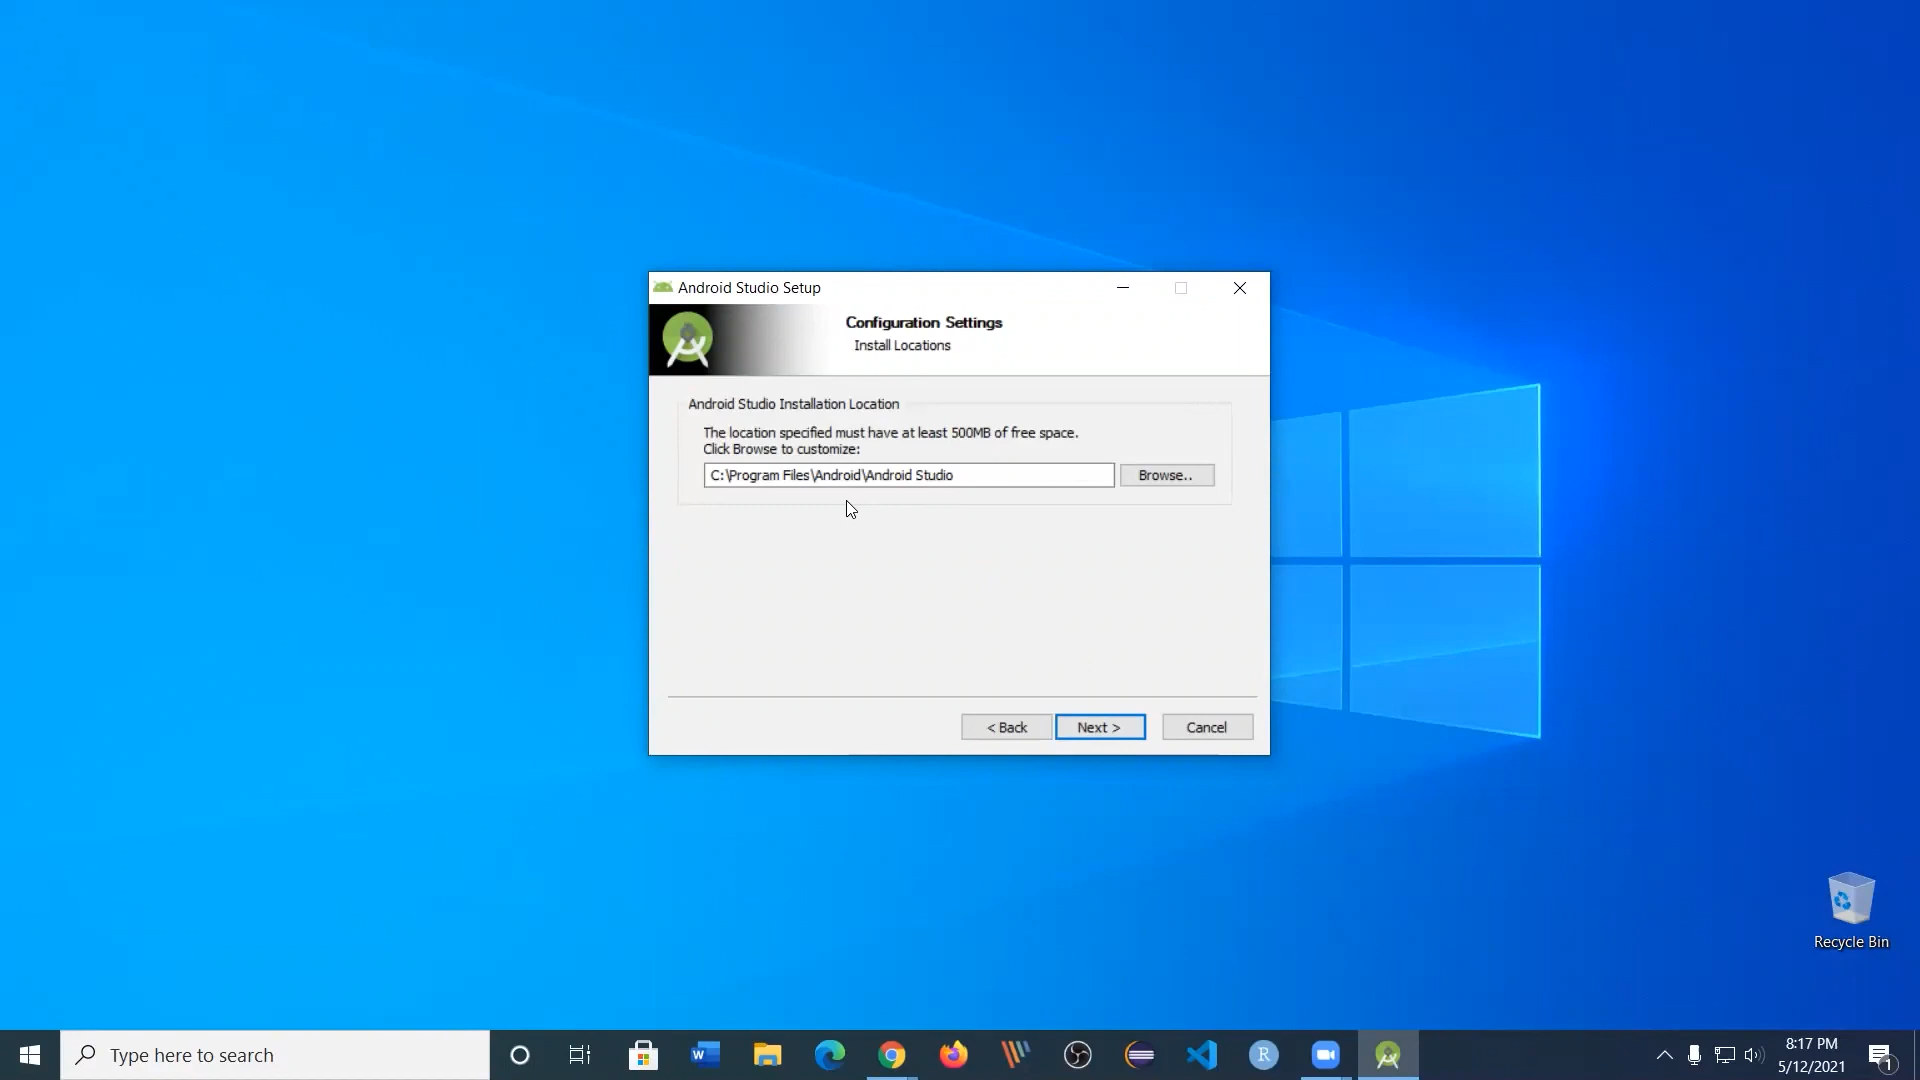 Android Studio Setup
Configuration Settings
Install Locations
Android Studio Installation Location
The location specified must have at least 500MB of free space.
Click Browse to customize:
C:\Program Files\Android\Android Studio
Browse..
< Back
Next >
Cancel
Recycle Bin
Type here to search
W
R
8:17 PM
5/12/2021
1